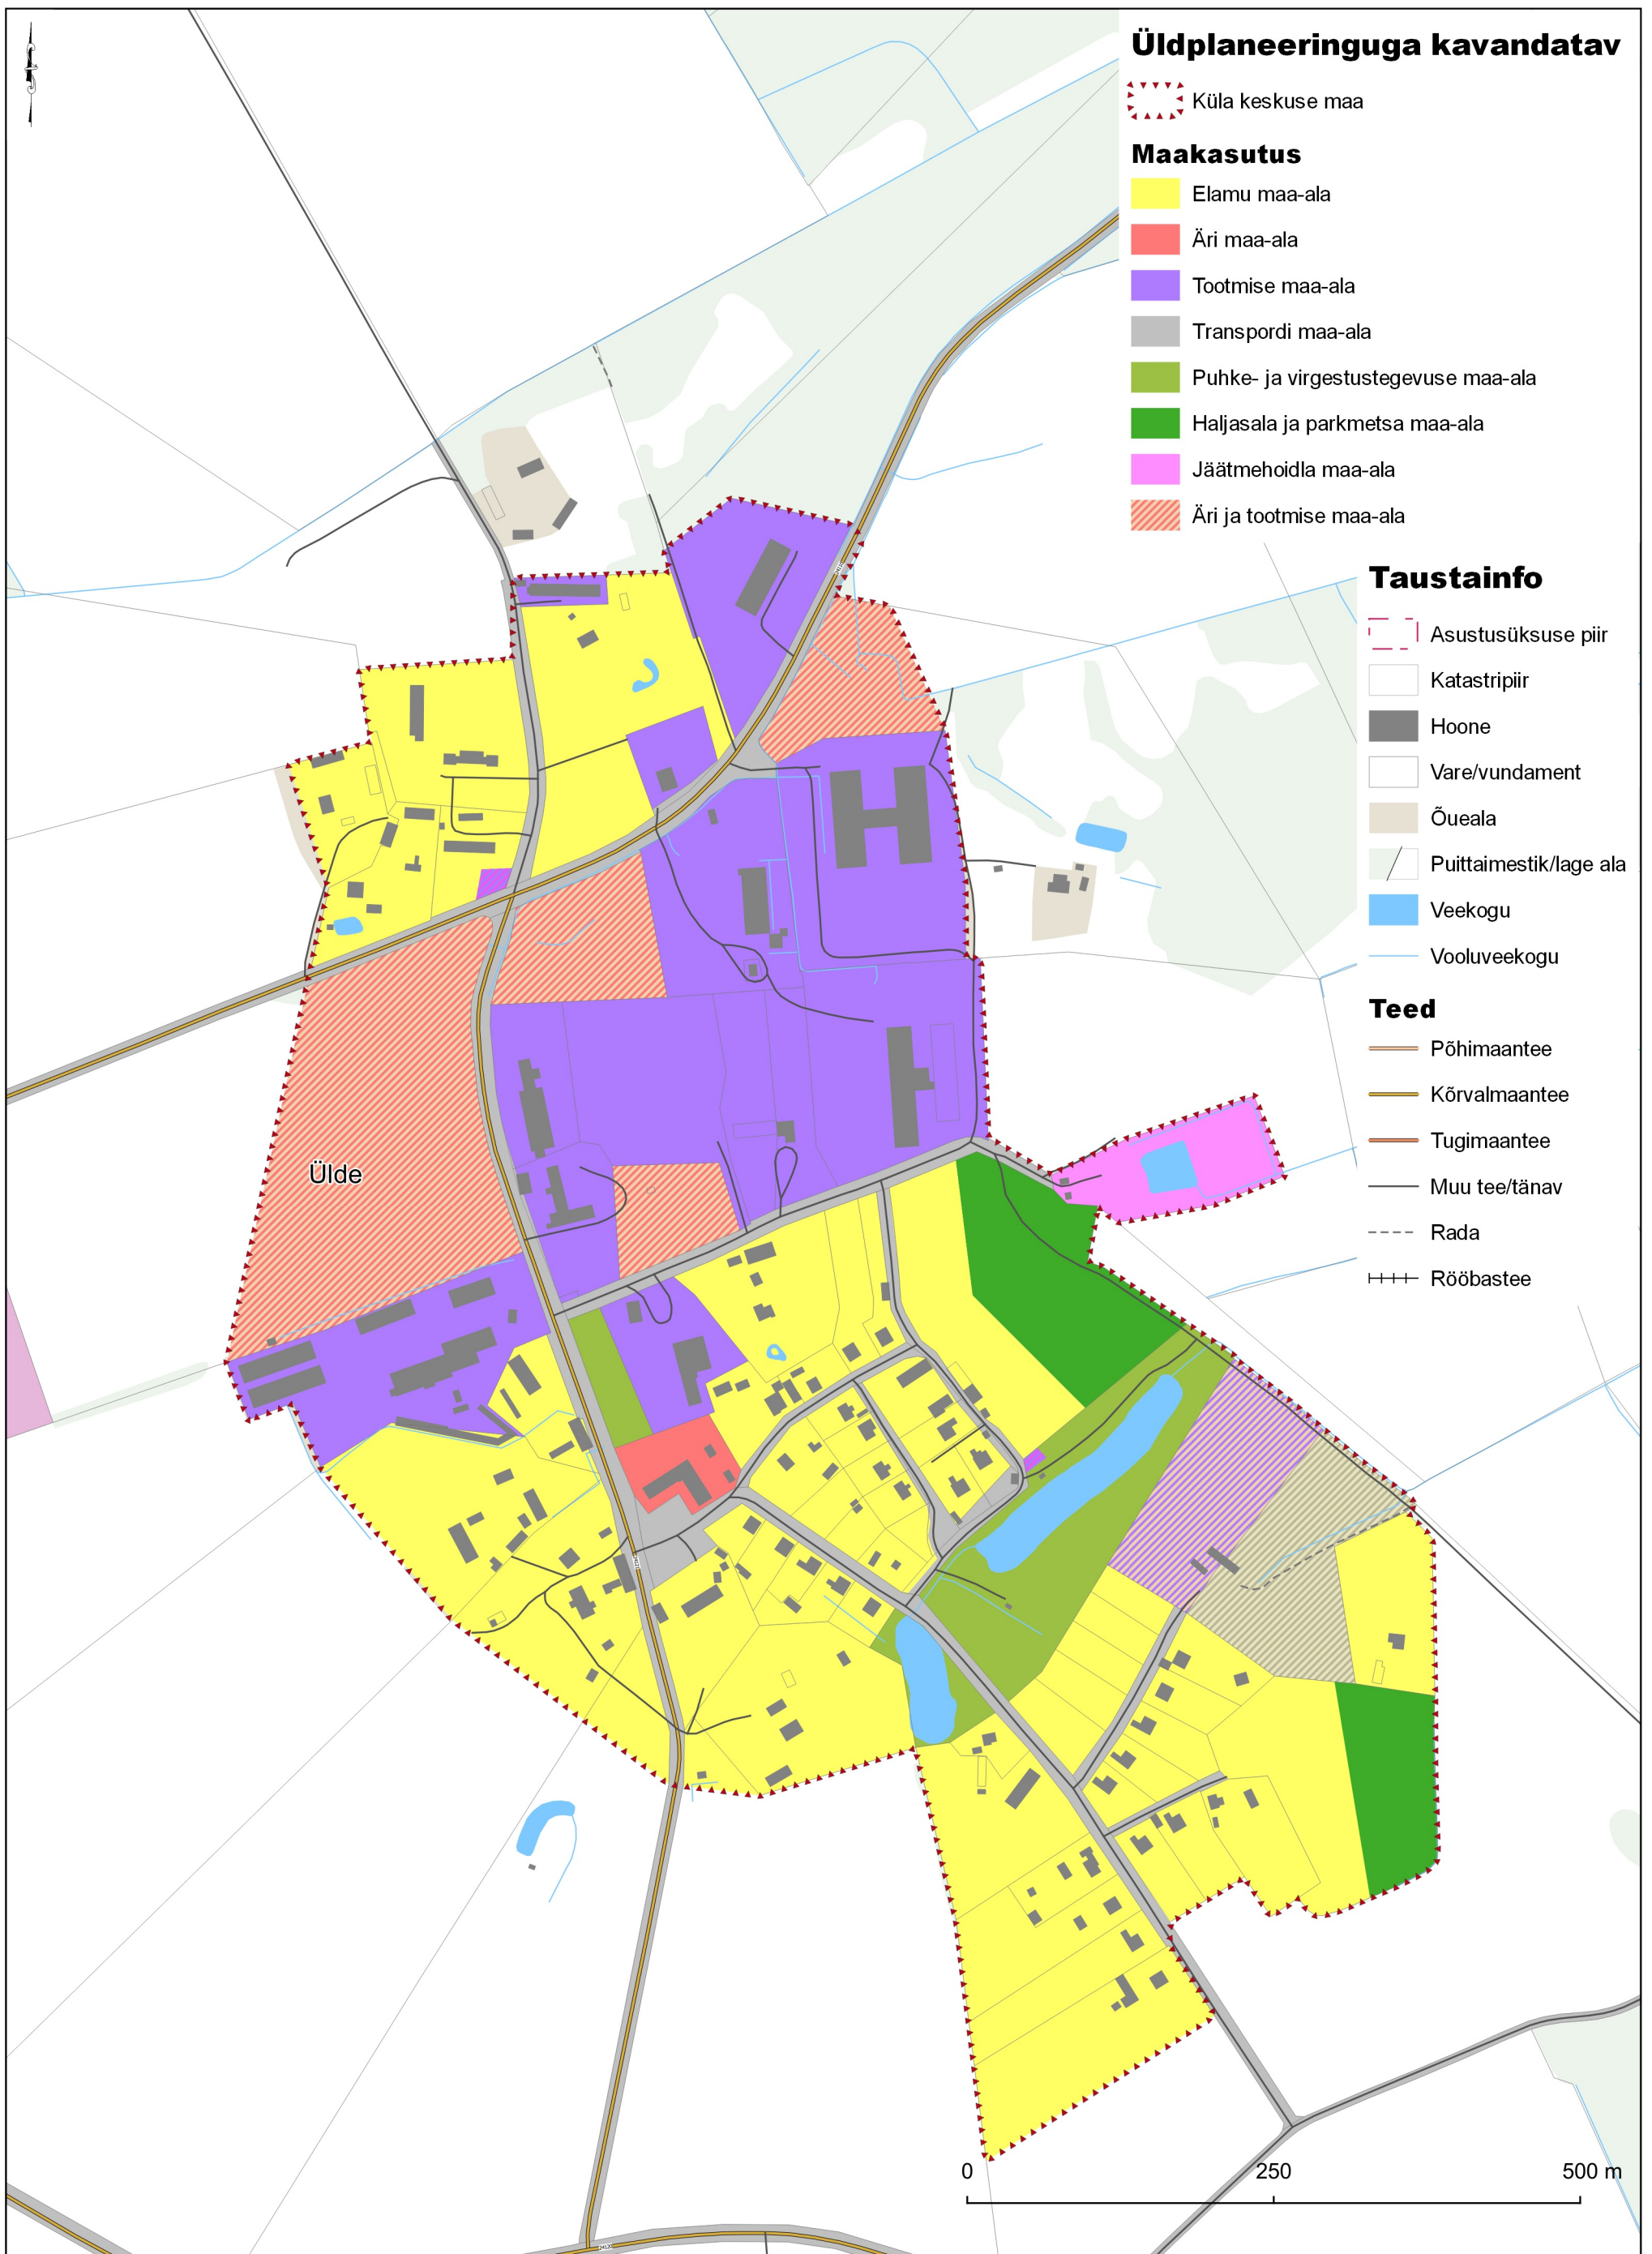 Üldplaneeringuga kavandatav
Küla keskuse maa
Maakasutus
Elamu maa-ala
Äri maa-ala
Tootmise maa-ala
Transpordi maa-ala
Puhke- ja virgestustegevuse maa-ala
Haljasala ja parkmetsa maa-ala
Jäätmehoidla maa-ala
Äri ja tootmise maa-ala
Taustainfo
Asustusüksuse piir
Katastripiir
Hoone
Vare/vundament
Õueala
Puittaimestik/lage ala
Veekogu
Vooluveekogu
Teed
Põhimaantee
Kõrvalmaantee
Tugimaantee
Muu tee/tänav
Rada
Rööbastee
Ülde
0 250 500 m